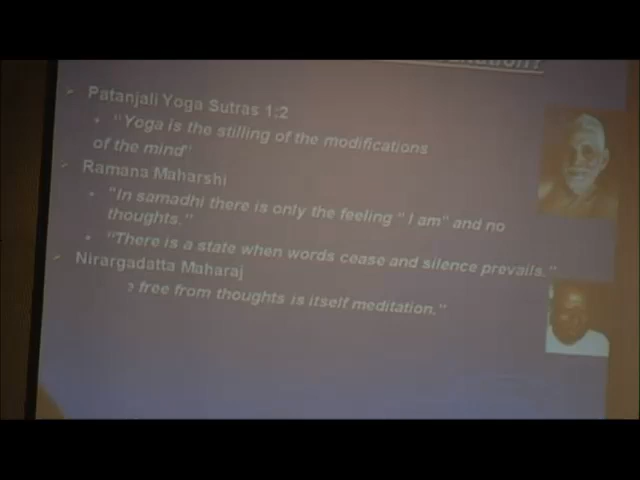 Patanjali Yoga Sutras 1:2
"Yoga is the stilling of the modifications
of the mind"
Ramana Maharshi
"In samadhi there is only the feeling " I am" and no
thoughts."
"There is a state when words cease and silence prevails."
Nirargadatta Maharaj
free from thoughts is itself meditation."